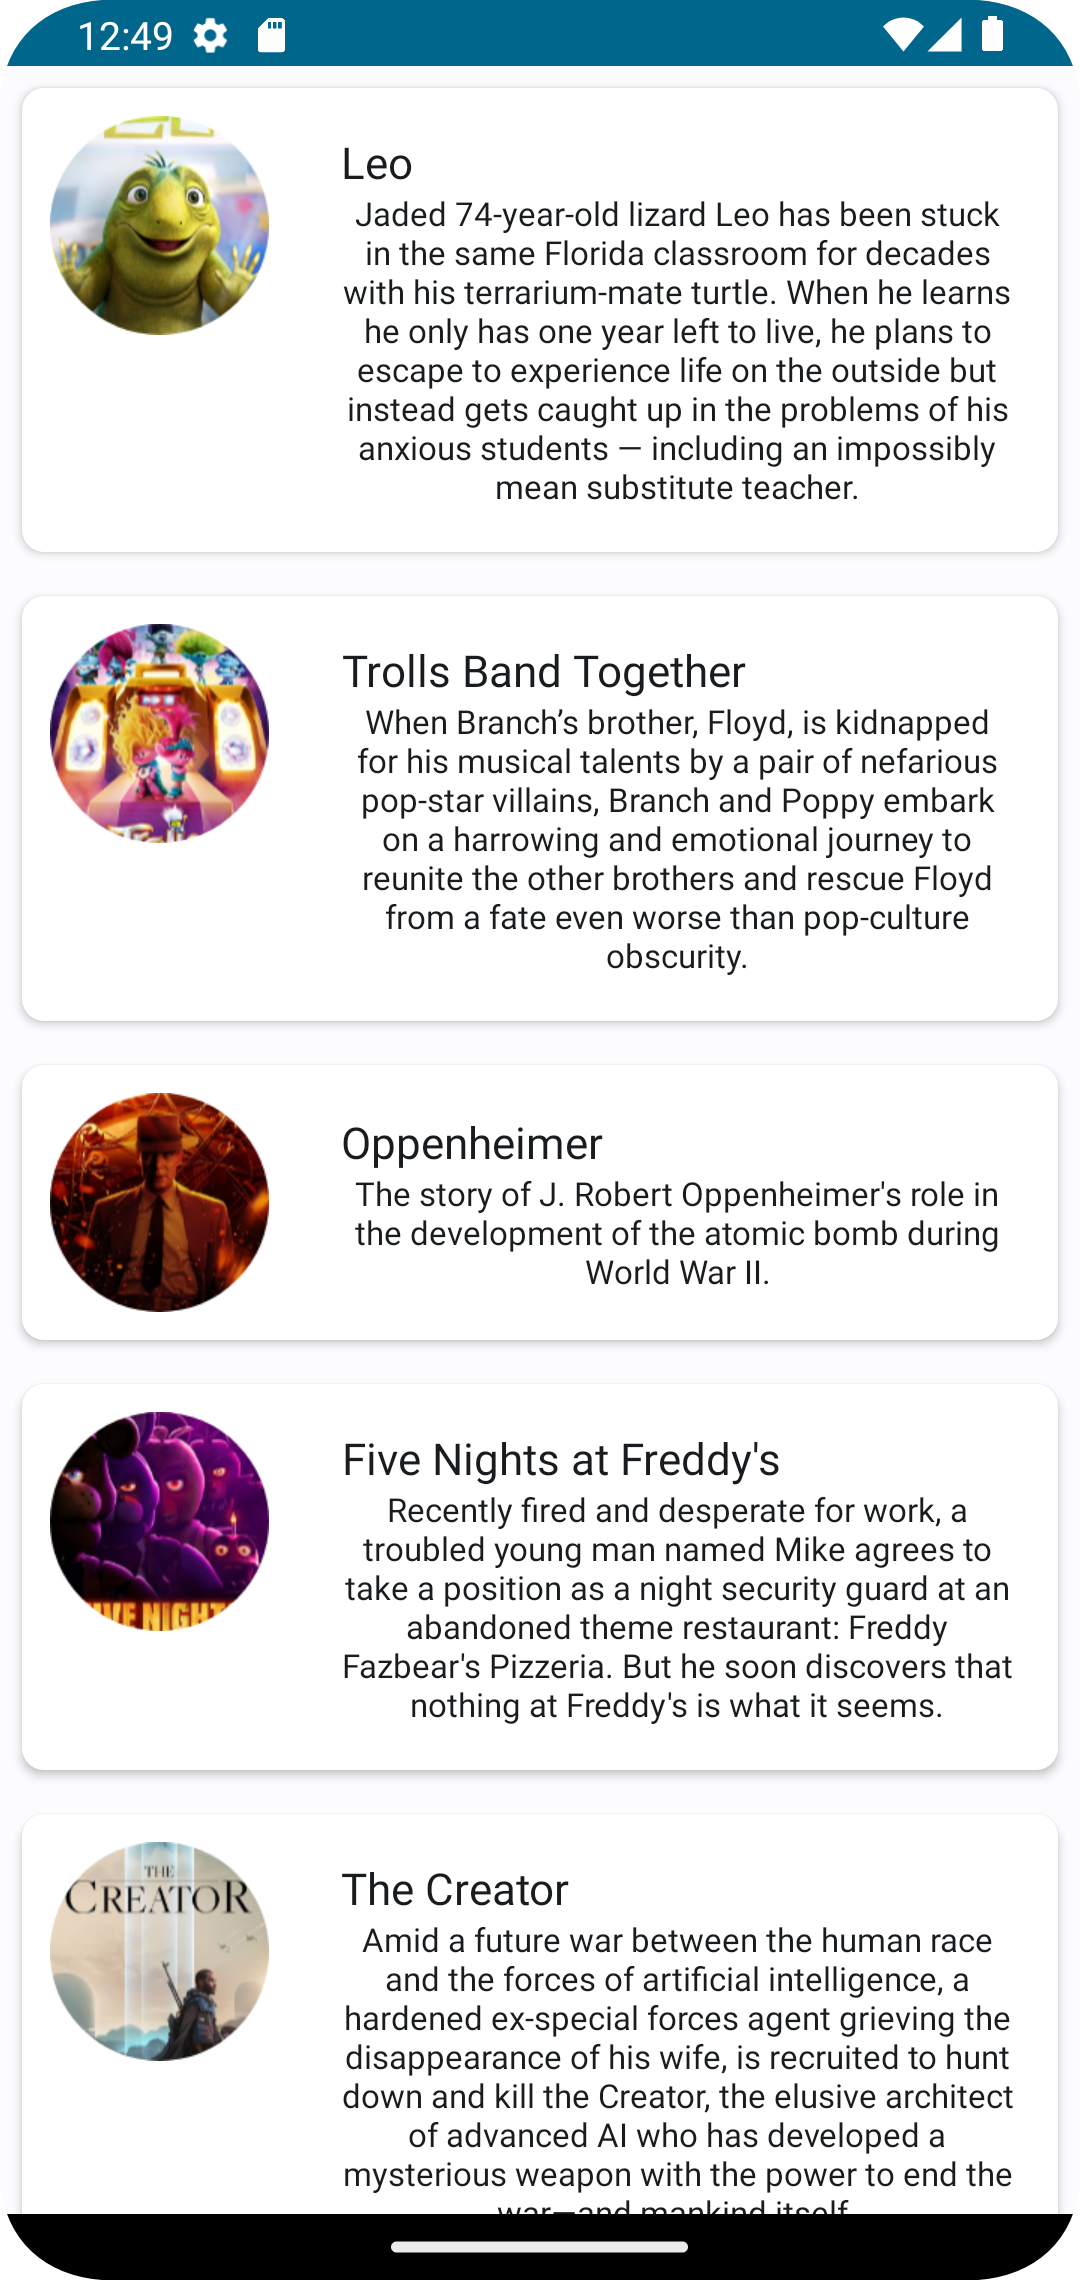 12:49
Leo
Jaded 74-year-old lizard Leo has been stuck
in the same Florida classroom for decades
with his terrarium-mate turtle. When he learns
he only has one year left to live, he plans to
escape to experience life on the outside but
instead gets caught up in the problems of his
anxious students — including an impossibly
mean substitute teacher.
Trolls Band Together
When Branch’s brother, Floyd, is kidnapped
for his musical talents by a pair of nefarious
pop-star villains, Branch and Poppy embark
on a harrowing and emotional journey to
reunite the other brothers and rescue Floyd
from a fate even worse than pop-culture
obscurity.
Oppenheimer
The story of J. Robert Oppenheimer's role in
the development of the atomic bomb during
World War II.
Five Nights at Freddy's
Recently fired and desperate for work, a
troubled young man named Mike agrees to
take a position as a night security guard at an
abandoned theme restaurant: Freddy
Fazbear's Pizzeria. But he soon discovers that
nothing at Freddy's is what it seems.
THE
CREATOR
The Creator
Amid a future war between the human race
and the forces of artificial intelligence, a
hardened ex-special forces agent grieving the
disappearance of his wife, is recruited to hunt
down and kill the Creator, the elusive architect
of advanced AI who has developed a
mysterious weapon with the power to end the
war—and mankind itself